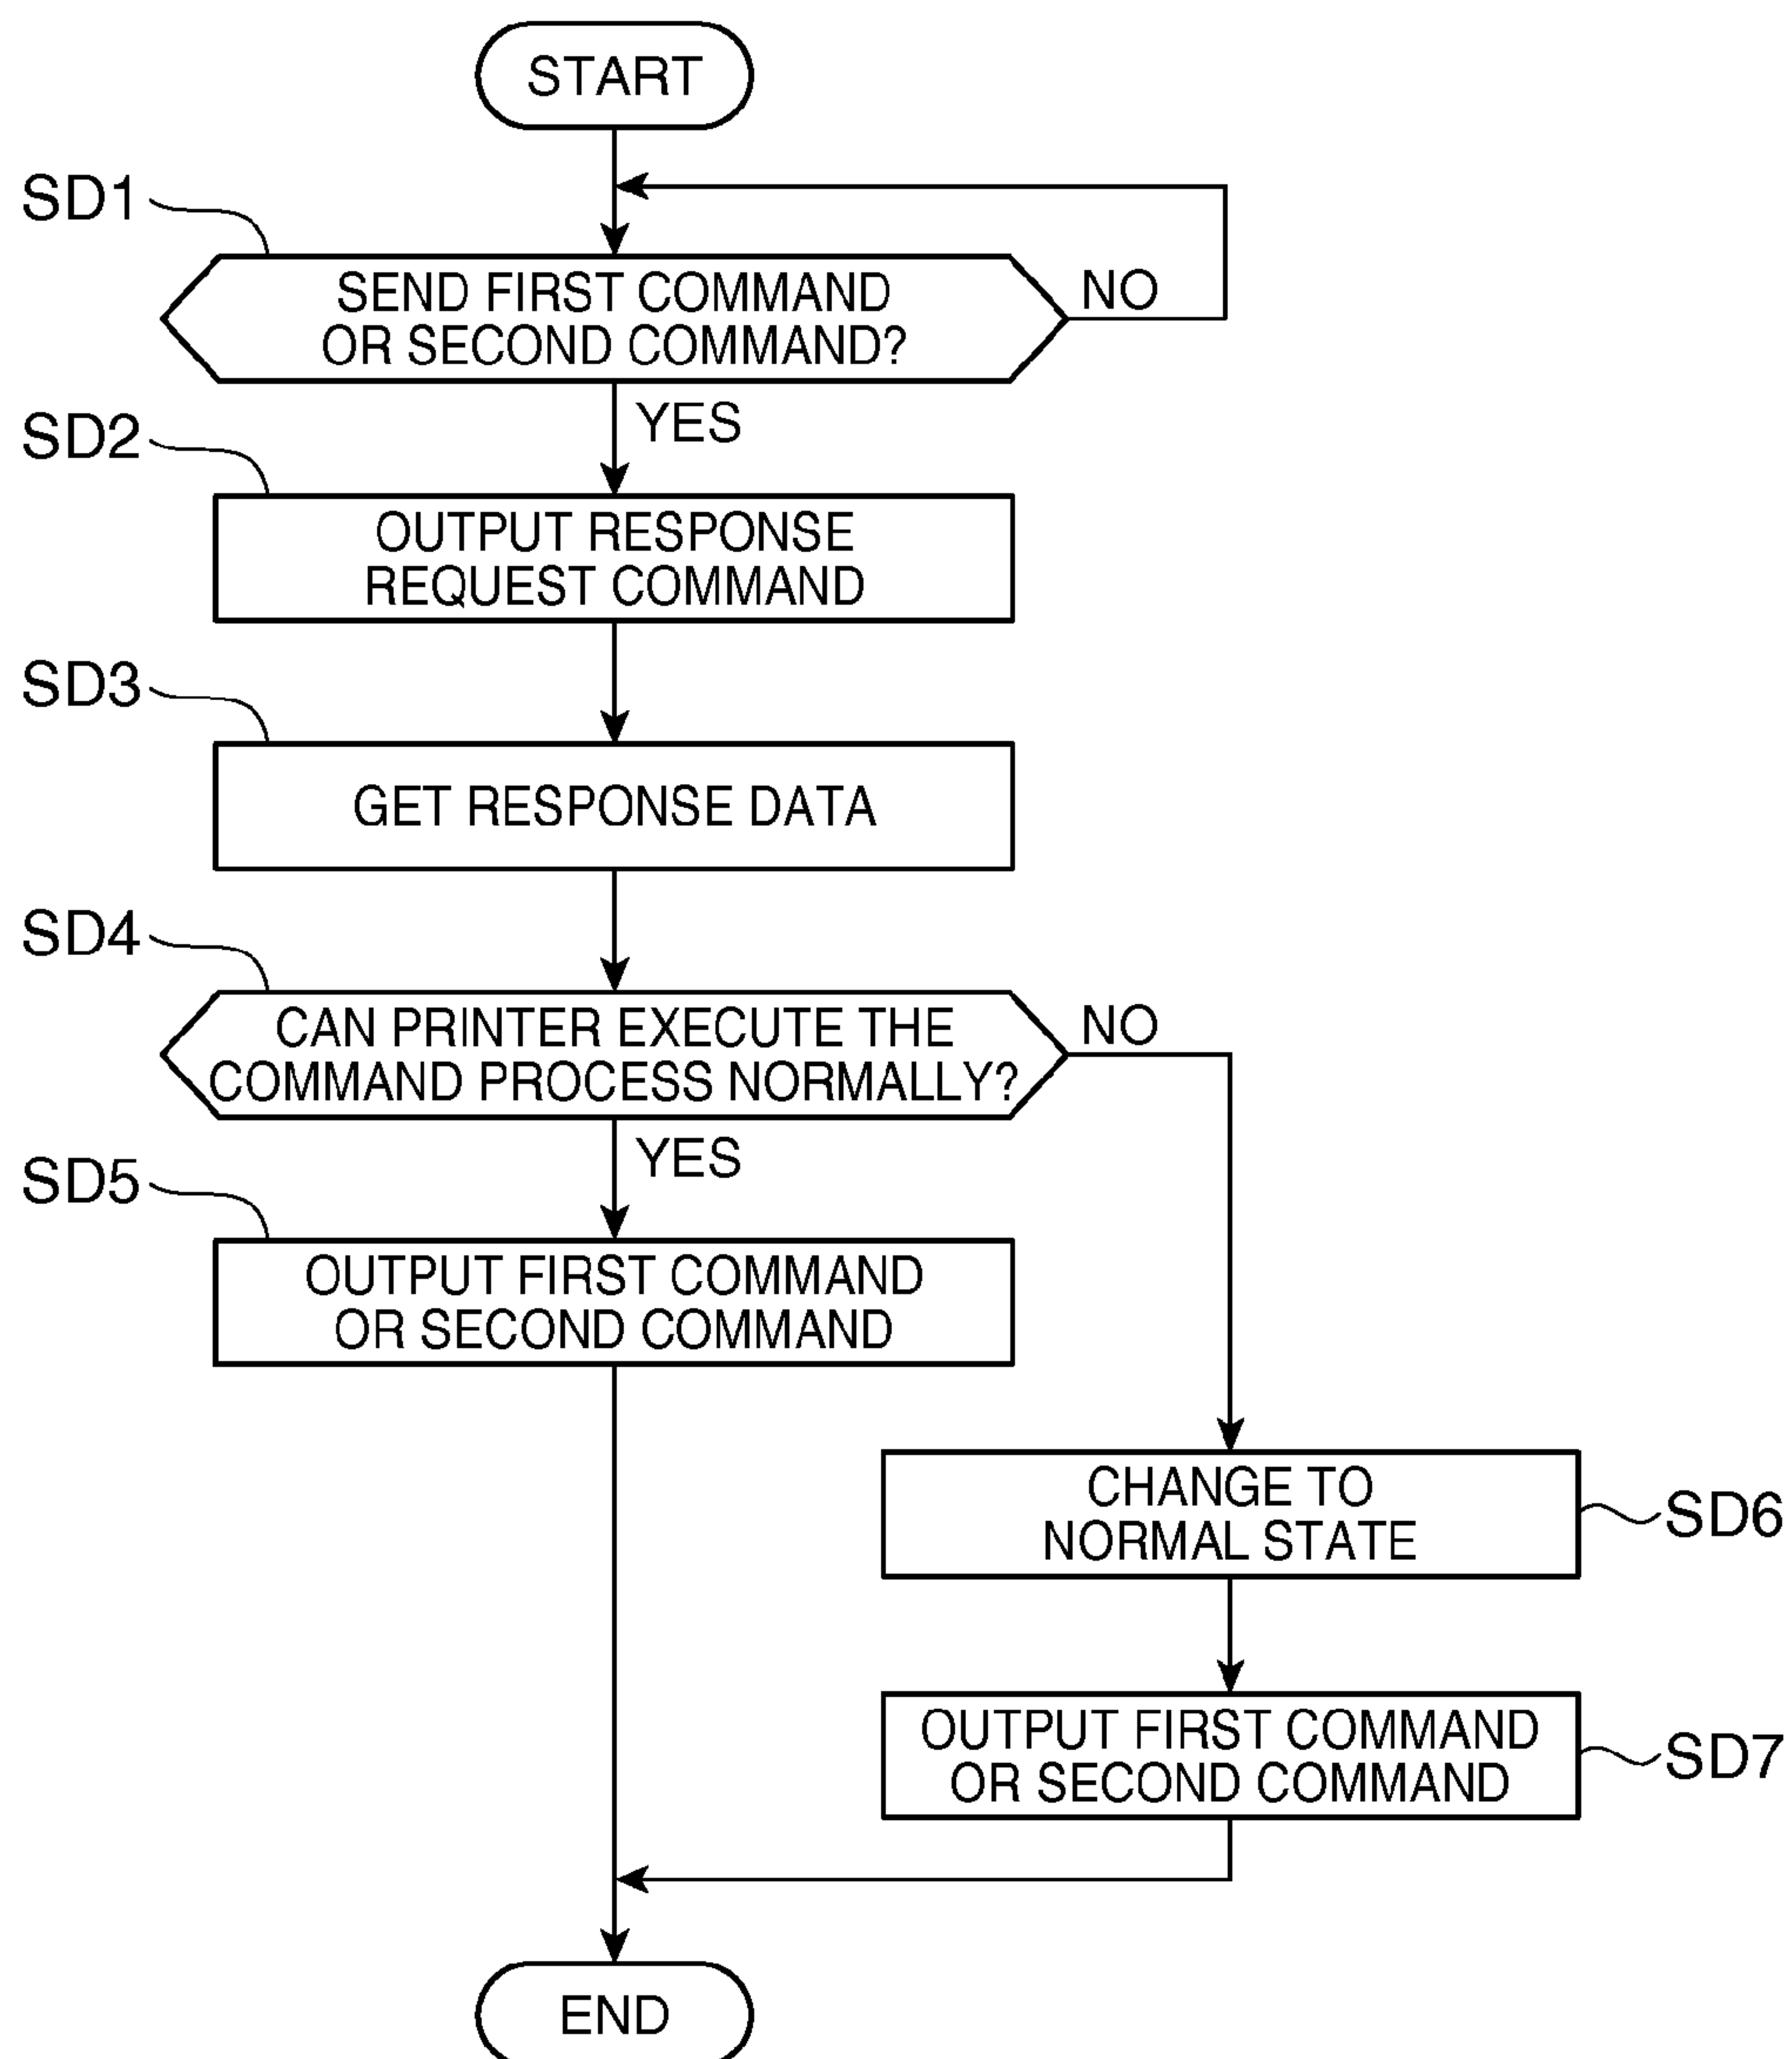 START
SD1
SEND FIRST COMMAND
OR SECOND COMMAND?
NO
YES
SD2
OUTPUT RESPONSE
REQUEST COMMAND
SD3
GET RESPONSE DATA
SD4
CAN PRINTER EXECUTE THE
COMMAND PROCESS NORMALLY?
NO
YES
SD5
OUTPUT FIRST COMMAND
OR SECOND COMMAND
CHANGE TO
NORMAL STATE
SD6
OUTPUT FIRST COMMAND
OR SECOND COMMAND
SD7
END